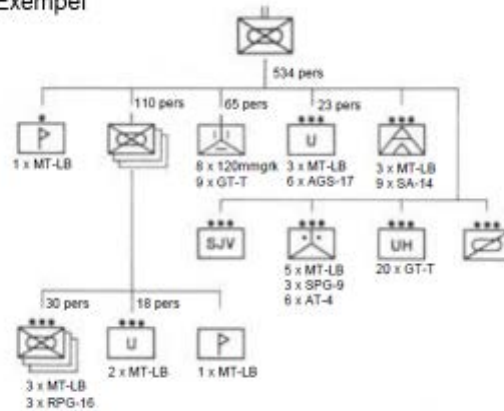 Exempel
534 pers
110 pers
65 pers
23 pers
P
U
1 x MT-LB
8 x 120mmgrk
9 x GT-T
3 x MT-LB
6 x AGS-17
3 x MT-LB
9 x SA-14
SJV
UH
5 x MT-LB
3 x SPG-9
6 x AT-4
20 x GT-T
30 pers
18 pers
U
P
3 x MT-LB
3 x RPG-16
2 x MT-LB
1 x MT-LB